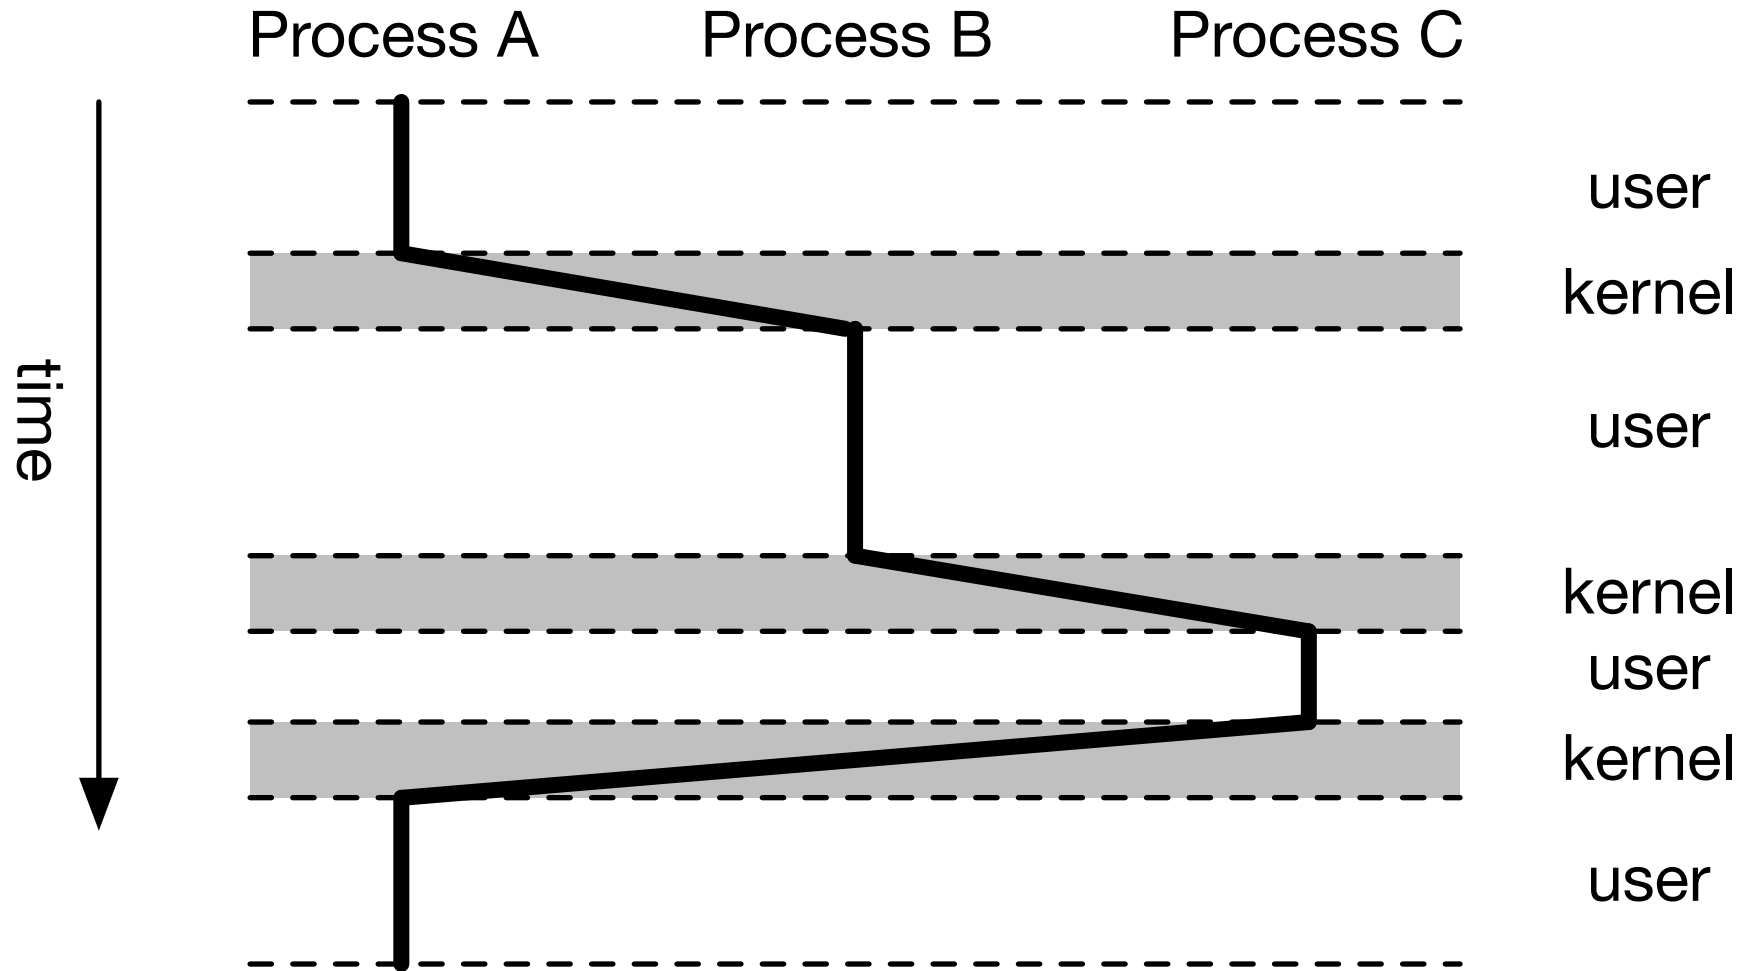 Process A Process B Process C
user
kernel
time
user
kernel
user
kernel
user